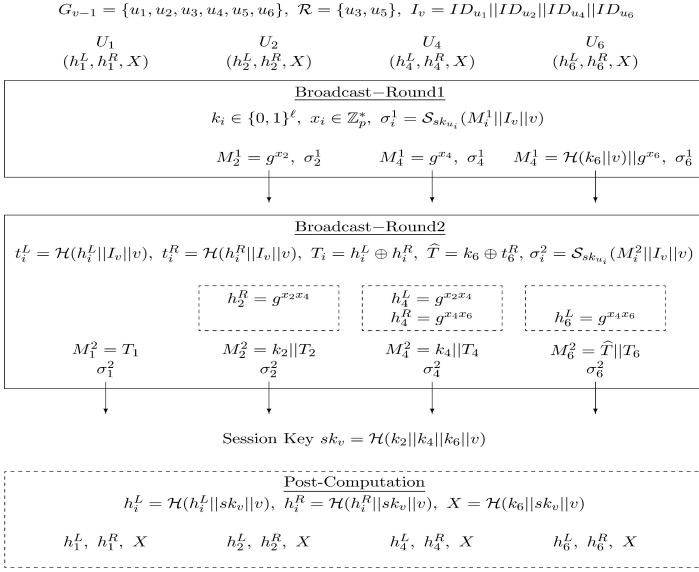 G_{v−1} = {u_1, u_2, u_3, u_4, u_5, u_6}, R = {u_3, u_5}, I_v = ID_{u_1}||ID_{u_2}||ID_{u_4}||ID_{u_6}
U_1 U_2 U_4 U_6
(h_1^L, h_1^R, X) (h_2^L, h_2^R, X) (h_4^L, h_4^R, X) (h_6^L, h_6^R, X)
Broadcast−Round1
k_i ∈ {0, 1}^ℓ, x_i ∈ ℤ_p^*, σ_i^1 = S_{sk_{u_i}}(M_i^1||I_v||v)
M_2^1 = g^{x_2}, σ_2^1 M_4^1 = g^{x_4}, σ_4^1 M_4^1 = H(k_6||v)||g^{x_6}, σ_6^1
Broadcast−Round2
t_i^L = H(h_i^L||I_v||v), t_i^R = H(h_i^R||I_v||v), T_i = h_i^L ⊕ h_i^R, T̂ = k_6 ⊕ t_6^R, σ_i^2 = S_{sk_{u_i}}(M_i^2||I_v||v)
h_2^R = g^{x_2x_4} h_4^L = g^{x_2x_4}
h_4^R = g^{x_4x_6} h_6^L = g^{x_4x_6}
M_1^2 = T_1 M_2^2 = k_2||T_2 M_4^2 = k_4||T_4 M_6^2 = T̂||T_6
σ_1^2 σ_2^2 σ_4^2 σ_6^2
Session Key sk_v = H(k_2||k_4||k_6||v)
Post-Computation
h_i^L = H(h_i^L||sk_v||v), h_i^R = H(h_i^R||sk_v||v), X = H(k_6||sk_v||v)
h_1^L, h_1^R, X h_2^L, h_2^R, X h_4^L, h_4^R, X h_6^L, h_6^R, X